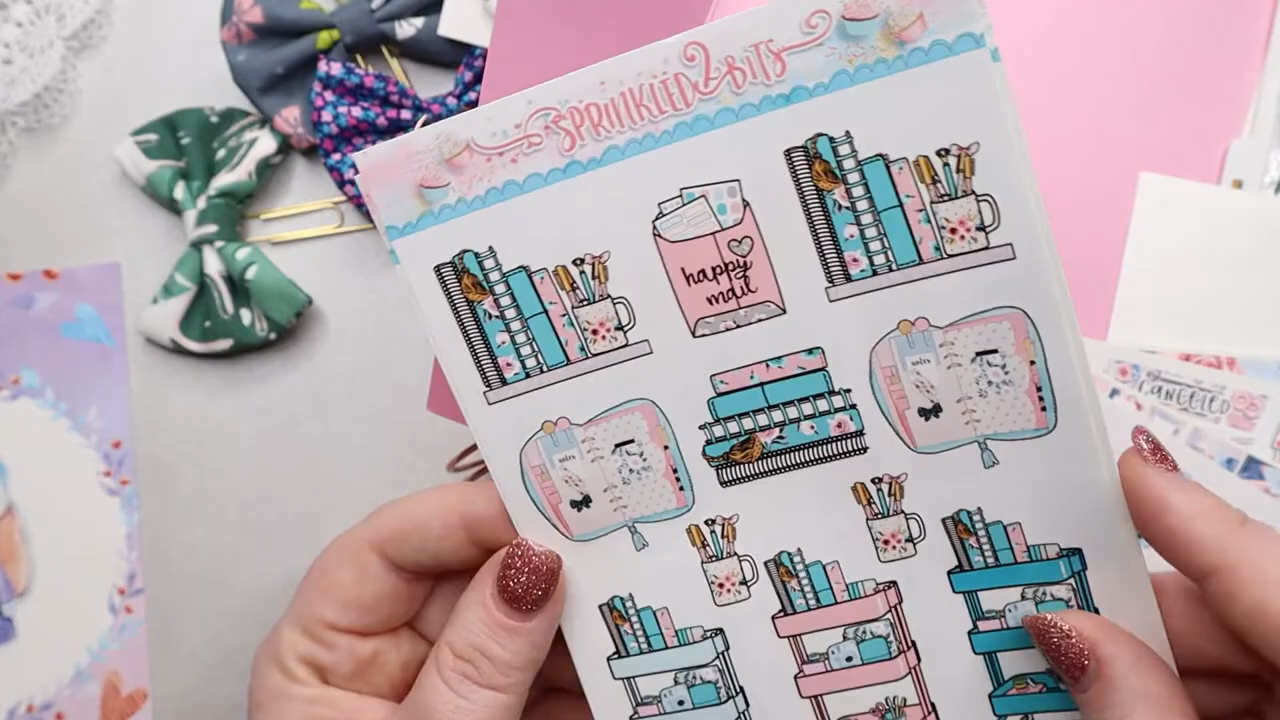 SPRINKLED2BITS
happy
mail
notes
notes
CANCELED